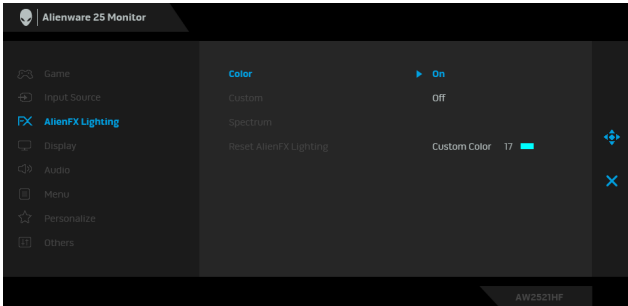 Alienware 25 Monitor
Game
Color
On
Input Source
Custom
Off
FX AlienFX Lighting
Spectrum
Display
Reset AlienFX Lighting
Custom Color 17
Audio
Menu
Personalize
Others
AW2521HF